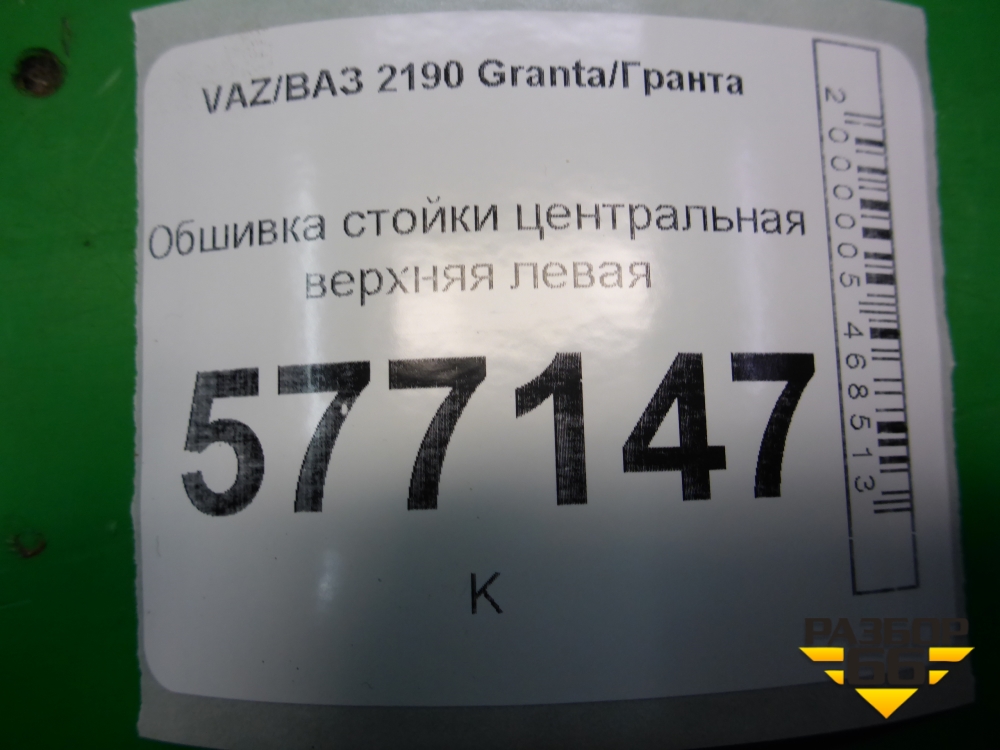 VAZ/ВАЗ 2190 Granta/Гранта
Обшивка стойки центральная
верхняя левая
577147
К
2000005468513
РАЗБОР
66